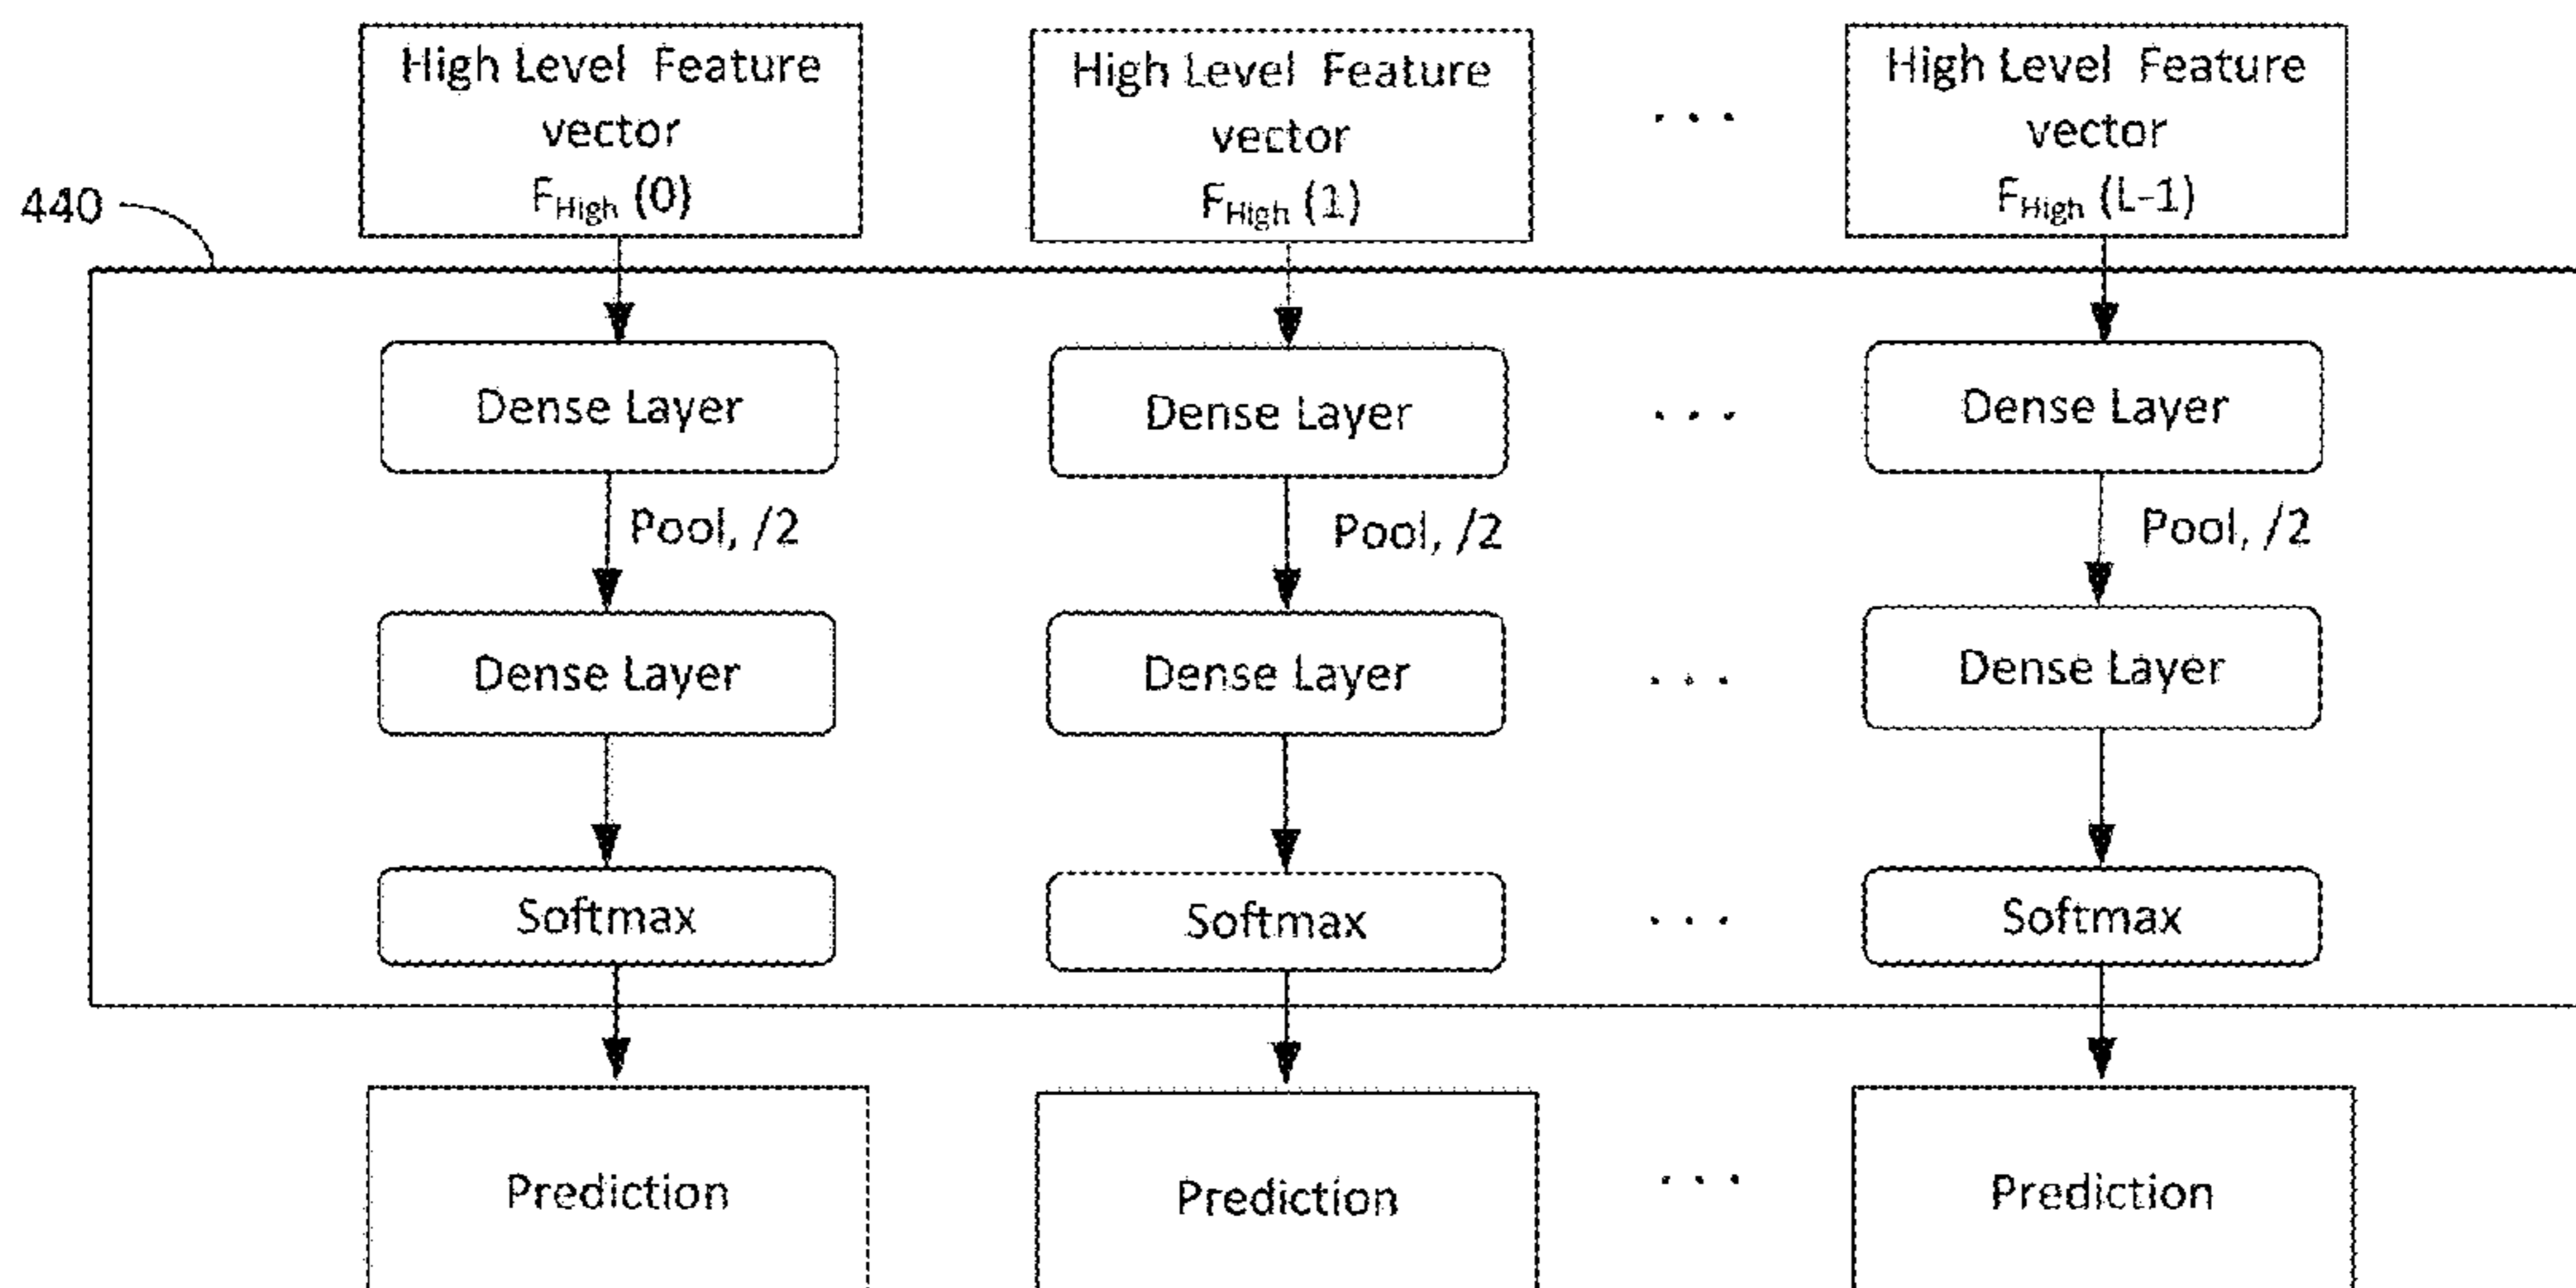 High Level Feature
vector
F_High (0)
High Level Feature
vector
F_High (1)
. . .
High Level Feature
vector
F_High (L-1)
440
Dense Layer
Dense Layer
. . .
Dense Layer
Pool, /2
Pool, /2
Pool, /2
Dense Layer
Dense Layer
. . .
Dense Layer
Softmax
Softmax
. . .
Softmax
Prediction
Prediction
. . .
Prediction